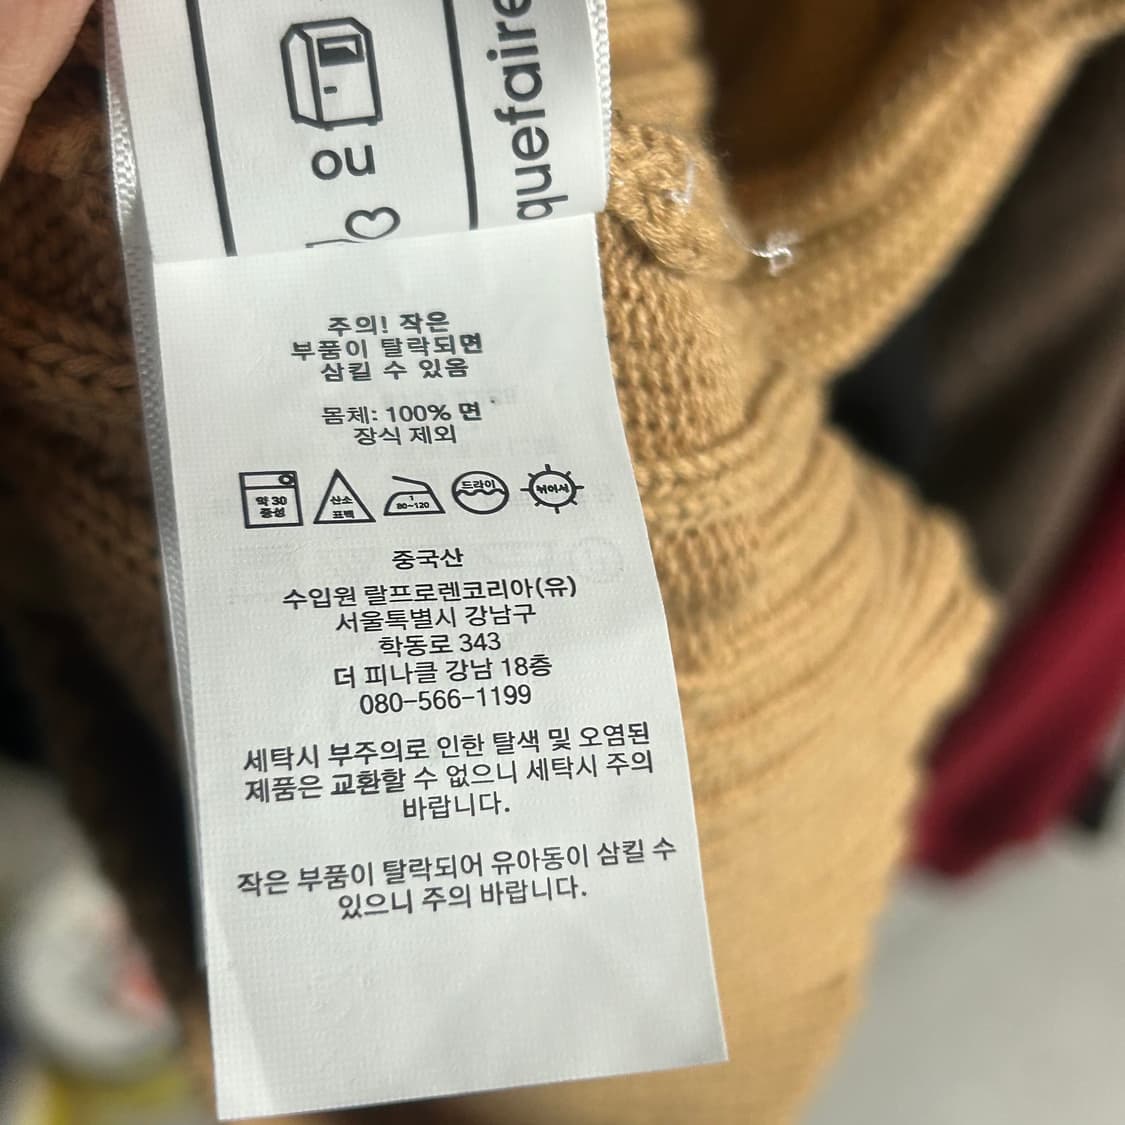 quefaire
ou
주의! 작은
부품이 탈락되면
삼킬 수 있음
몸체: 100% 면
장식 제외
약 30
중성
산소
표백
1
80~120
드라이
뉘어서
중국산
수입원 랄프로렌코리아(유)
서울특별시 강남구
학동로 343
더 피나클 강남 18층
080-566-1199
세탁시 부주의로 인한 탈색 및 오염된
제품은 교환할 수 없으니 세탁시 주의
바랍니다.
작은 부품이 탈락되어 유아동이 삼킬 수
있으니 주의 바랍니다.